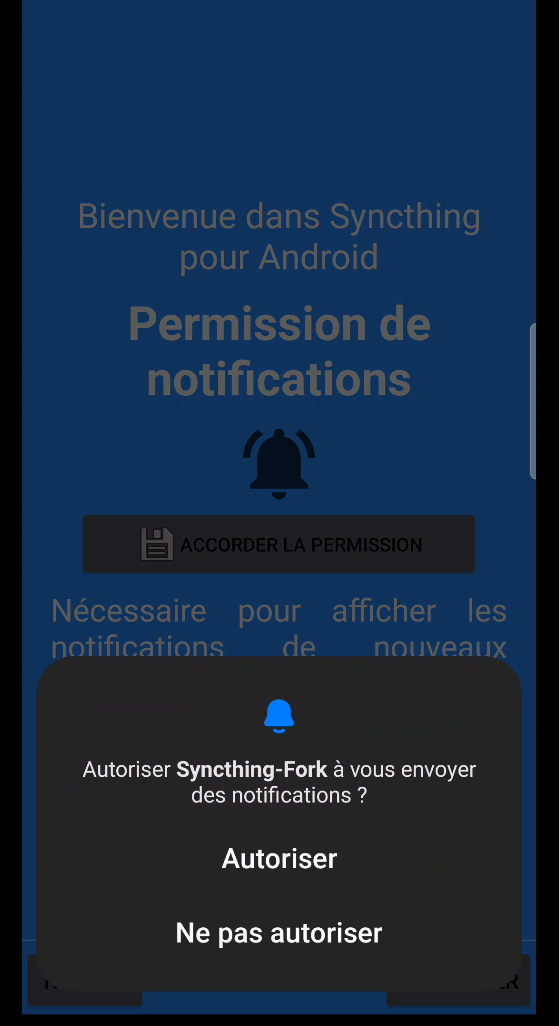 Bienvenue dans Syncthing
pour Android
Permission de
notifications
ACCORDER LA PERMISSION
Nécessaire pour afficher les
notifications de nouveaux
Autoriser Syncthing-Fork à vous envoyer
des notifications ?
Autoriser
Ne pas autoriser